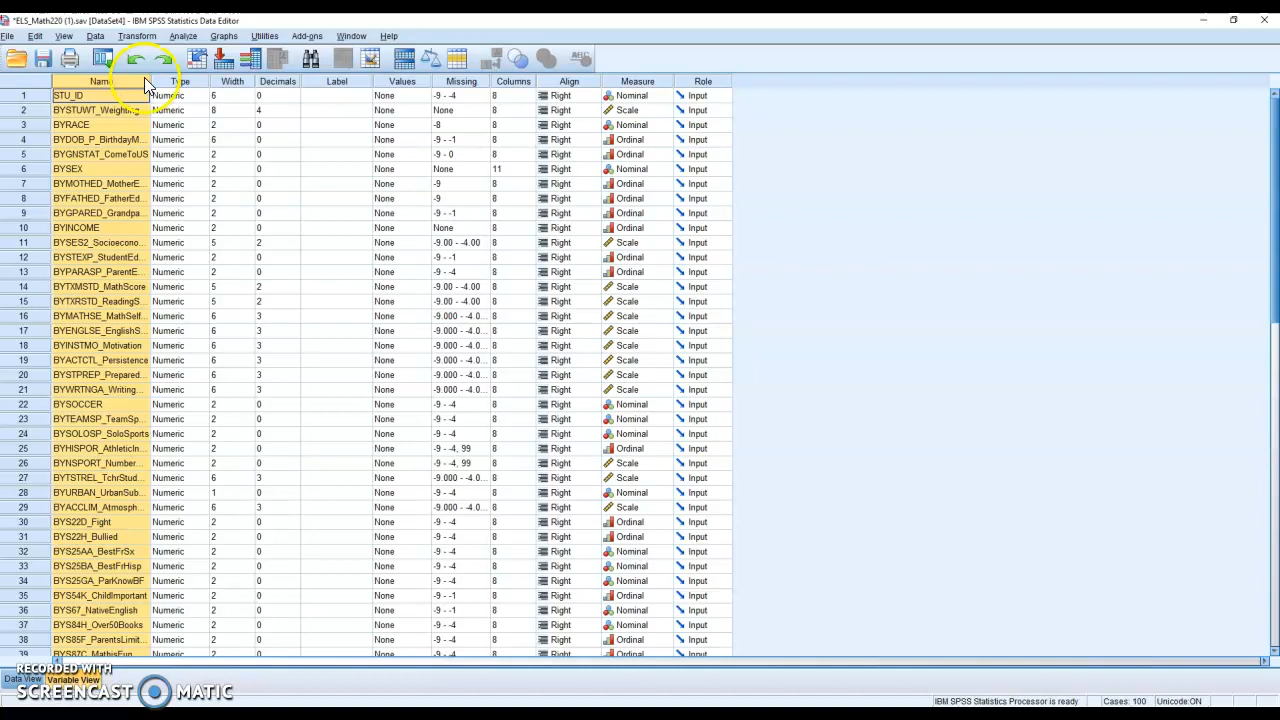 *ELS_Math220 (1).sav [DataSet4] - IBM SPSS Statistics Data Editor
File Edit View Data Transform Analyze Graphs Utilities Add-ons Window Help
Name Type Width Decimals Label Values Missing Columns Align Measure Role
1 STU_ID Numeric 6 0 None -9 - -4 8 Right Nominal Input
2 BYSTUWT_Weighting... Numeric 8 4 None None 8 Right Scale Input
3 BYRACE Numeric 2 0 None -8 8 Right Nominal Input
4 BYDOB_P_BirthdayM... Numeric 6 0 None -9 - -1 8 Right Ordinal Input
5 BYGNSTAT_ComeToUS Numeric 2 0 None -9 - 0 8 Right Ordinal Input
6 BYSEX Numeric 2 0 None None 11 Right Nominal Input
7 BYMOTHED_MotherE... Numeric 2 0 None -9 8 Right Ordinal Input
8 BYFATHED_FatherEd... Numeric 2 0 None -9 8 Right Ordinal Input
9 BYGPARED_Grandpa... Numeric 2 0 None -9 - -1 8 Right Ordinal Input
10 BYINCOME Numeric 2 0 None None 8 Right Ordinal Input
11 BYSES2_Socioecono... Numeric 5 2 None -9.00 - -4.00 8 Right Scale Input
12 BYSTEXP_StudentEd... Numeric 2 0 None -9 - -1 8 Right Ordinal Input
13 BYPARASP_ParentE... Numeric 2 0 None -9 - -4 8 Right Ordinal Input
14 BYTXMSTD_MathScore Numeric 5 2 None -9.00 - -4.00 8 Right Scale Input
15 BYTXRSTD_ReadingS... Numeric 5 2 None -9.00 - -4.00 8 Right Scale Input
16 BYMATHSE_MathSelf... Numeric 6 3 None -9.000 - -4.0... 8 Right Scale Input
17 BYENGLSE_EnglishS... Numeric 6 3 None -9.000 - -4.0... 8 Right Scale Input
18 BYINSTMO_Motivation Numeric 6 3 None -9.000 - -4.0... 8 Right Scale Input
19 BYACTCTL_Persistence Numeric 6 3 None -9.000 - -4.0... 8 Right Scale Input
20 BYSTPREP_Prepared... Numeric 6 3 None -9.000 - -4.0... 8 Right Scale Input
21 BYWRTNGA_Writing... Numeric 6 3 None -9.000 - -4.0... 8 Right Scale Input
22 BYSOCCER Numeric 2 0 None -9 - -4 8 Right Nominal Input
23 BYTEAMSP_TeamSp... Numeric 2 0 None -9 - -4 8 Right Nominal Input
24 BYSOLOSP_SoloSports Numeric 2 0 None -9 - -4 8 Right Nominal Input
25 BYHISPOR_AthleticIn... Numeric 2 0 None -9 - -4, 99 8 Right Ordinal Input
26 BYNSPORT_Number... Numeric 2 0 None -9 - -4, 99 8 Right Scale Input
27 BYTSTREL_TchrStud... Numeric 6 3 None -9.000 - -4.0... 8 Right Scale Input
28 BYURBAN_UrbanSub... Numeric 1 0 None -9 - -4 8 Right Nominal Input
29 BYACCLIM_Atmosph... Numeric 6 3 None -9.000 - -4.0... 8 Right Scale Input
30 BYS22D_Fight Numeric 2 0 None -9 - -4 8 Right Ordinal Input
31 BYS22H_Bullied Numeric 2 0 None -9 - -4 8 Right Ordinal Input
32 BYS25AA_BestFrSx Numeric 2 0 None -9 - -4 8 Right Nominal Input
33 BYS25BA_BestFrHisp Numeric 2 0 None -9 - -4 8 Right Nominal Input
34 BYS25GA_ParKnowBF Numeric 2 0 None -9 - -4 8 Right Nominal Input
35 BYS54K_ChildImportant Numeric 2 0 None -9 - -1 8 Right Ordinal Input
36 BYS67_NativeEnglish Numeric 2 0 None -9 - -1 8 Right Nominal Input
37 BYS84H_Over50Books Numeric 2 0 None -9 - -4 8 Right Nominal Input
38 BYS85F_ParentsLimit... Numeric 2 0 None -9 - -4 8 Right Ordinal Input
39 BYS87C_MathisFun Numeric 2 0 None -9 - -4 8 Right Ordinal Input
RECORDED WITH
SCREENCAST MATIC
Data View Variable View
IBM SPSS Statistics Processor is ready Cases: 100 Unicode:ON